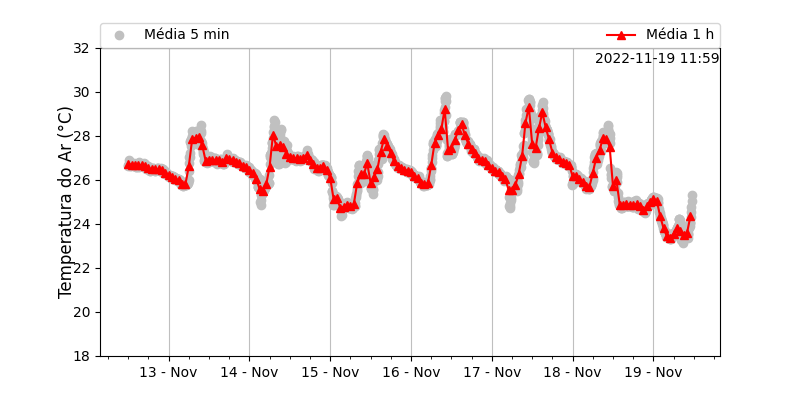 Média 5 min
Média 1 h
2022-11-19 11:59
Temperatura do Ar (°C)
32
30
28
26
24
22
20
18
13 - Nov
14 - Nov
15 - Nov
16 - Nov
17 - Nov
18 - Nov
19 - Nov